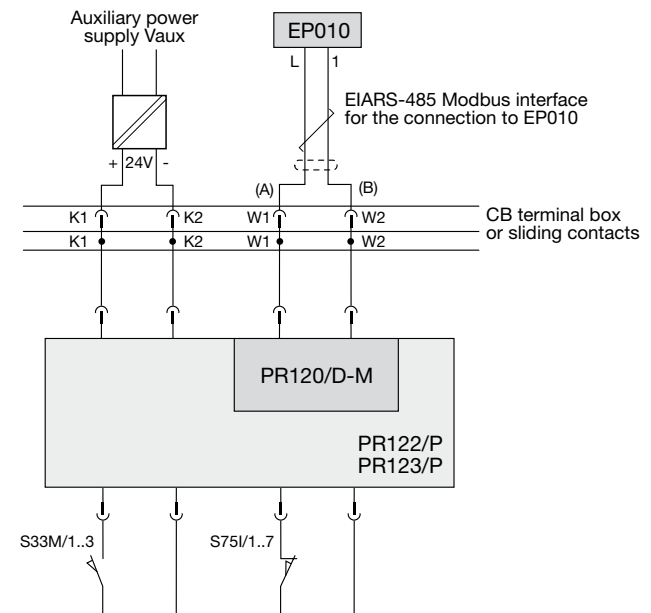 Auxiliary power
supply Vaux
EP010
L 1
EIARS-485 Modbus interface
for the connection to EP010
+ 24V -
(A) (B)
K1 K2 W1 W2
CB terminal box
or sliding contacts
K1 K2 W1 W2
PR120/D-M
PR122/P
PR123/P
S33M/1..3
S75I/1..7